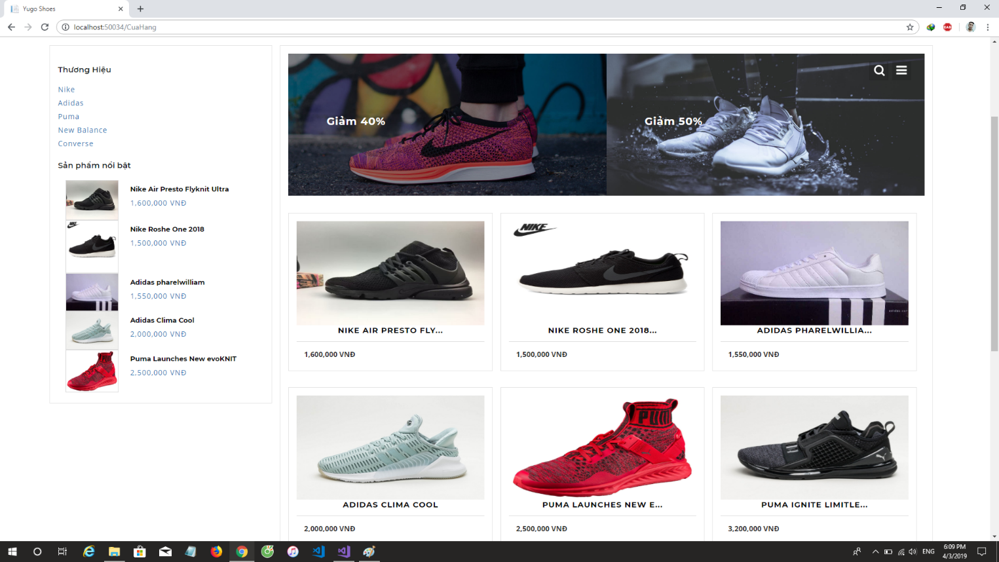 Yugo Shoes
localhost:50034/CuaHang
Thương Hiệu
Nike
Adidas
Puma
New Balance
Converse
Sản phẩm nổi bật
Nike Air Presto Flyknit Ultra
1,600,000 VNĐ
NIKE
Nike Roshe One 2018
1,500,000 VNĐ
Adidas pharelwilliam
1,550,000 VNĐ
Adidas Clima Cool
2,000,000 VNĐ
Puma Launches New evoKNIT
2,500,000 VNĐ
Giảm 40%
Giảm 50%
NIKE
NIKE AIR PRESTO FLY...
NIKE ROSHE ONE 2018...
ADIDAS PHARELWILLIA...
1,600,000 VNĐ
1,500,000 VNĐ
1,550,000 VNĐ
ADIDAS CLIMA COOL
PUMA LAUNCHES NEW E...
PUMA IGNITE LIMITLE...
2,000,000 VNĐ
2,500,000 VNĐ
3,200,000 VNĐ
ENG
6:09 PM
4/3/2019